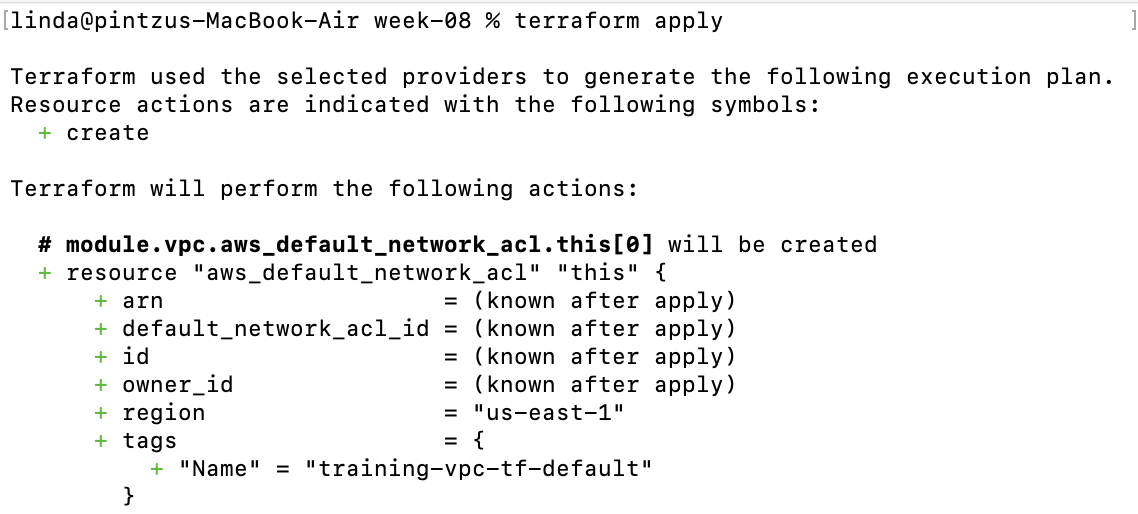 [linda@pintzus-MacBook-Air week-08 % terraform apply ]
Terraform used the selected providers to generate the following execution plan.
Resource actions are indicated with the following symbols:
  + create
Terraform will perform the following actions:
  # module.vpc.aws_default_network_acl.this[0] will be created
  + resource "aws_default_network_acl" "this" {
      + arn                    = (known after apply)
      + default_network_acl_id = (known after apply)
      + id                     = (known after apply)
      + owner_id               = (known after apply)
      + region                 = "us-east-1"
      + tags                   = {
          + "Name" = "training-vpc-tf-default"
        }